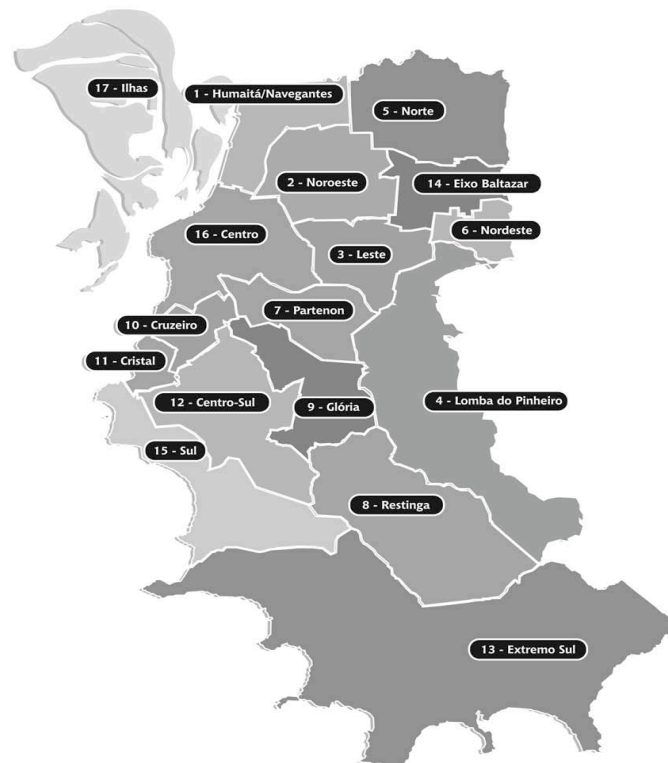 17 - Ilhas
1 - Humaitá/Navegantes
5 - Norte
2 - Noroeste
14 - Eixo Baltazar
16 - Centro
6 - Nordeste
3 - Leste
7 - Partenon
10 - Cruzeiro
11 - Cristal
12 - Centro-Sul
9 - Glória
4 - Lomba do Pinheiro
15 - Sul
8 - Restinga
13 - Extremo Sul